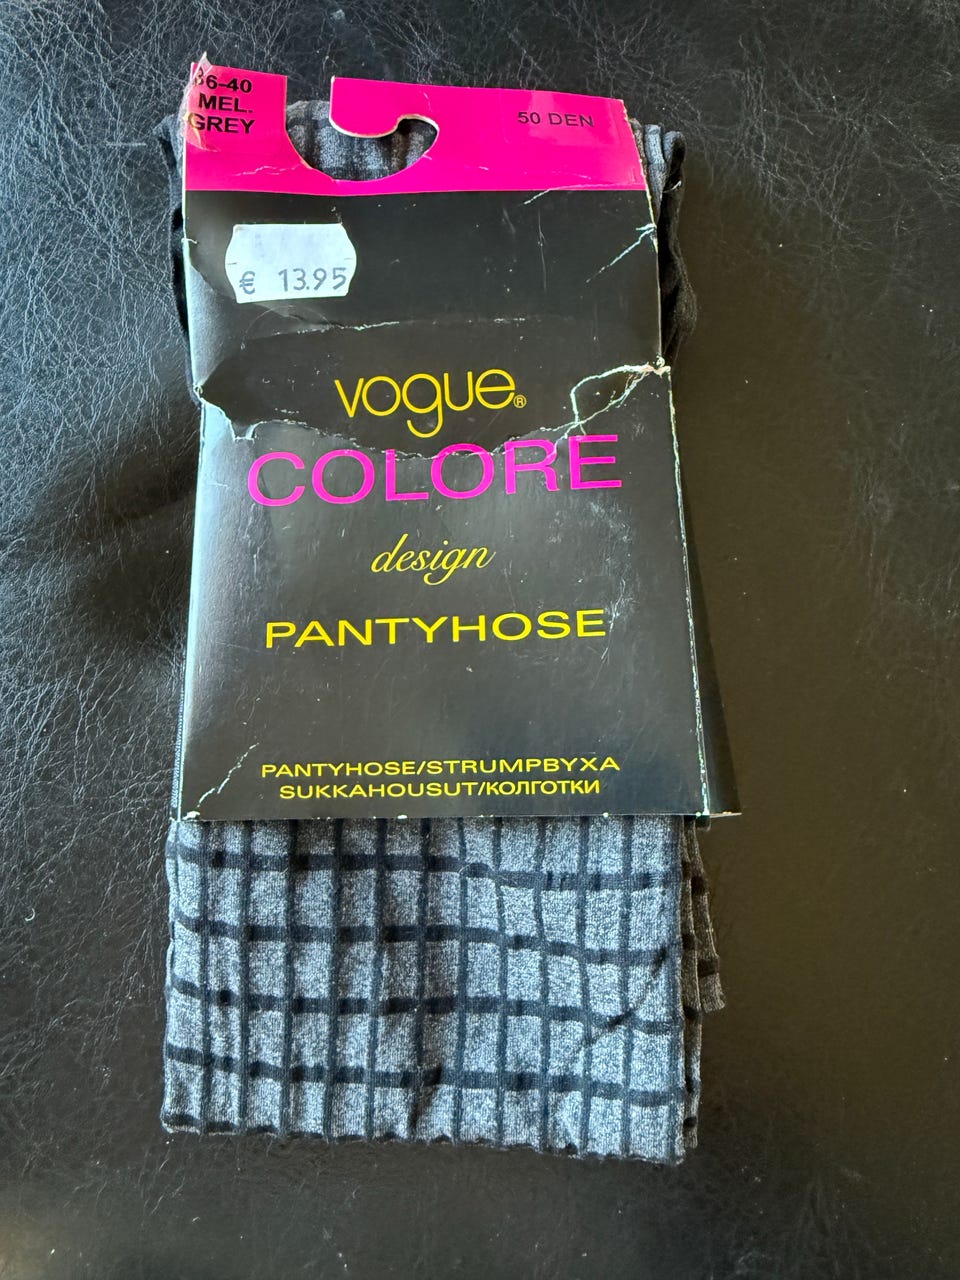 36-40
MEL.
GREY
50 DEN
€ 13.95
vogue®
COLORE
design
PANTYHOSE
PANTYHOSE/STRUMPBYXA
SUKKAHOUSUT/КОЛГОТКИ